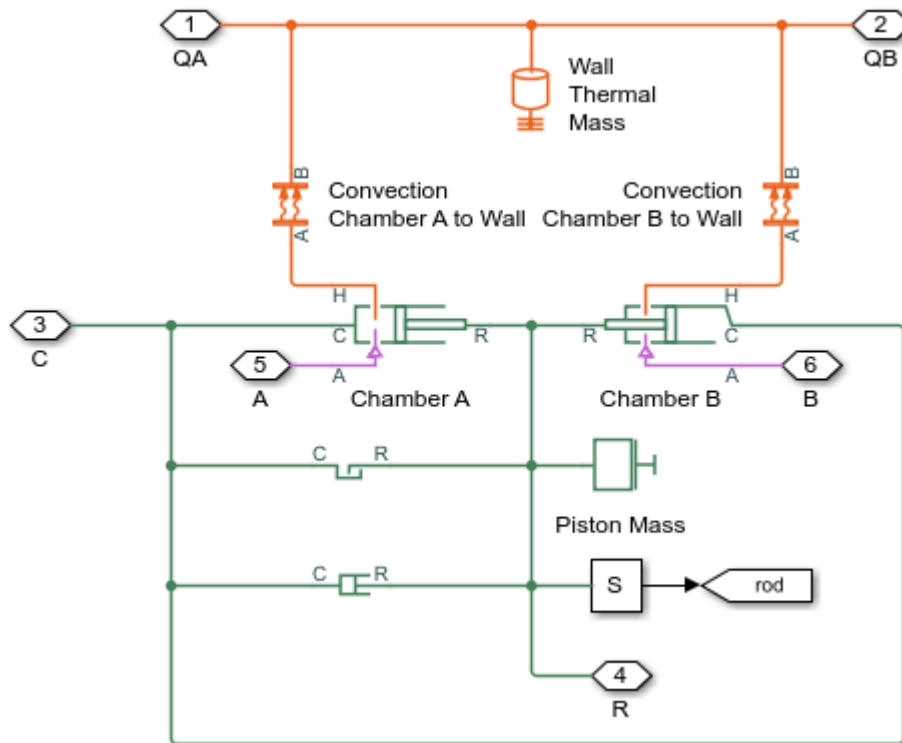 1
QA
2
QB
Wall
Thermal
Mass
B
A
Convection
Chamber A to Wall
Convection
Chamber B to Wall
B
A
3
C
H
C
R
5
A
A
Chamber A
R
H
C
A
6
B
Chamber B
C
R
Piston Mass
C
R
S
rod
4
R